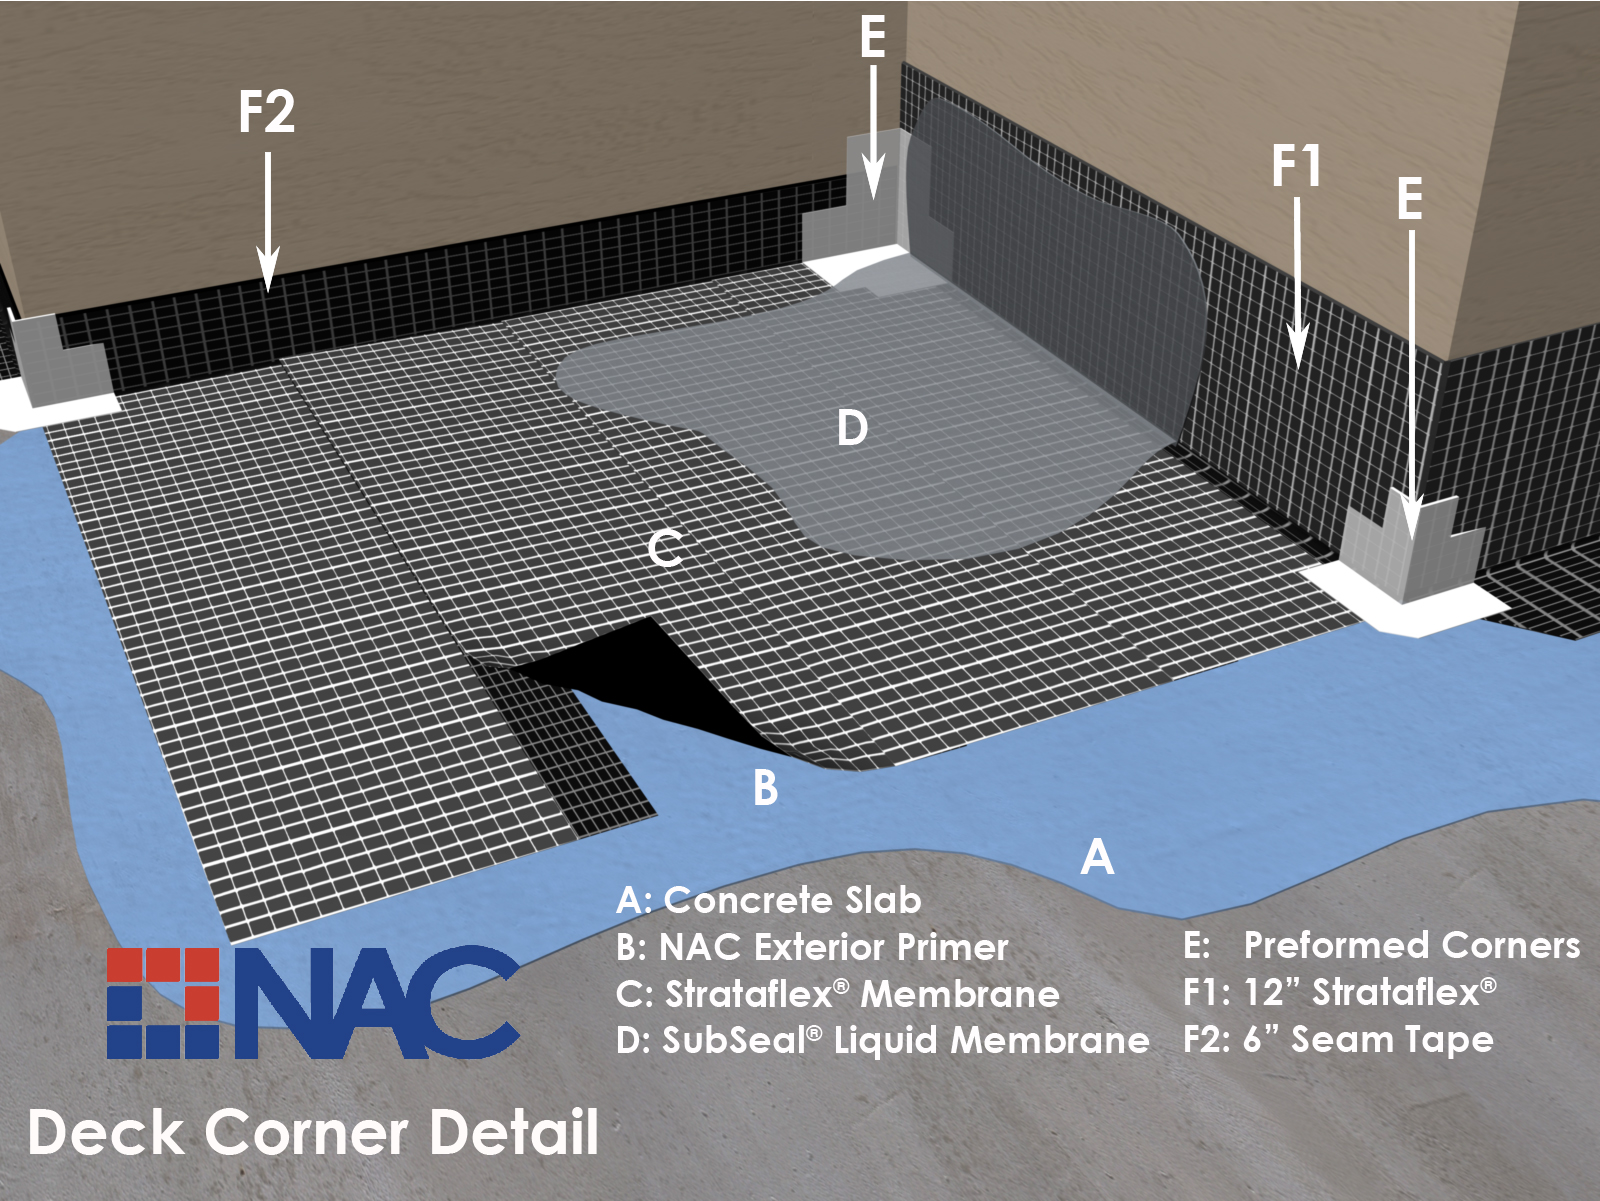 E
F2
F1
E
D
C
B
A
A: Concrete Slab
B: NAC Exterior Primer
C: Strataflex® Membrane
D: SubSeal® Liquid Membrane
E: Preformed Corners
F1: 12” Strataflex®
F2: 6” Seam Tape
NAC
Deck Corner Detail